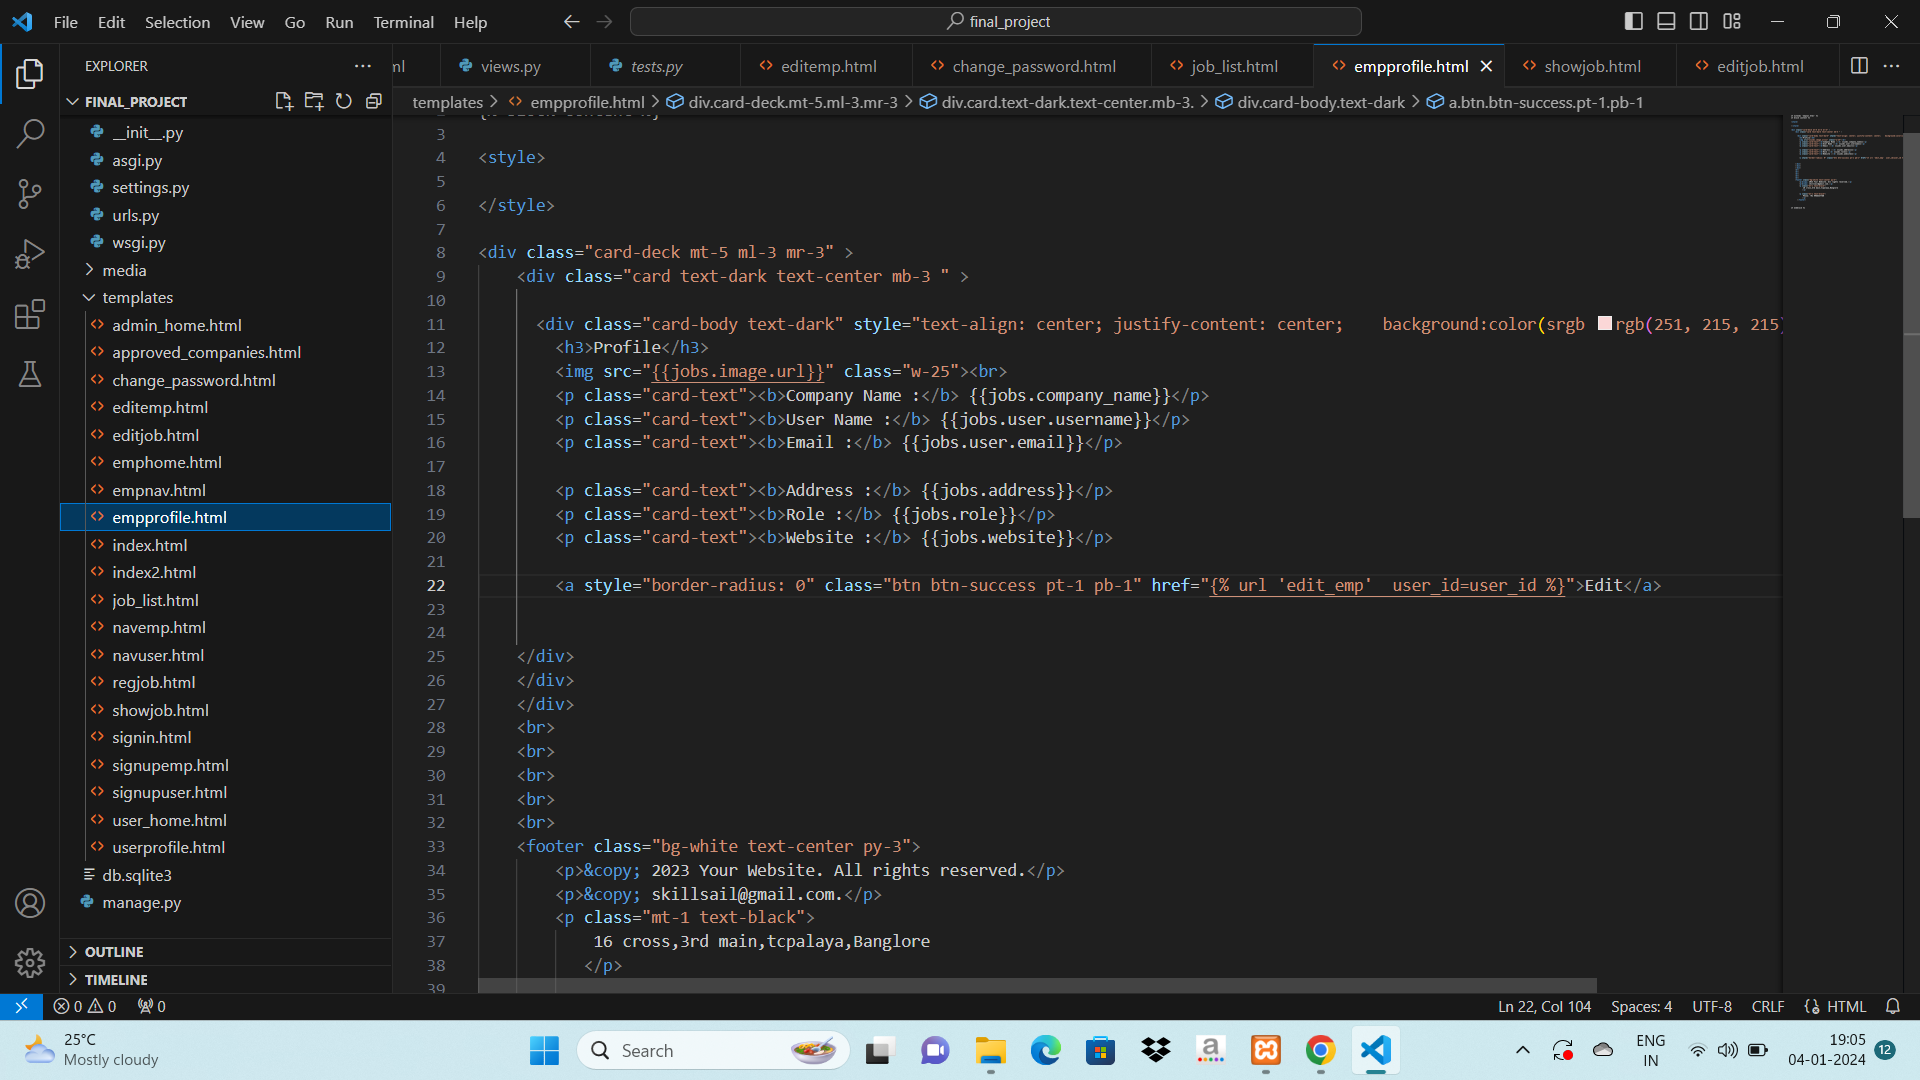 File Edit Selection View Go Run Terminal Help
final_project
EXPLORER
ml
views.py
tests.py
editemp.html
change_password.html
job_list.html
empprofile.html
showjob.html
editjob.html
FINAL_PROJECT
templates > empprofile.html > div.card-deck.mt-5.ml-3.mr-3 > div.card.text-dark.text-center.mb-3. > div.card-body.text-dark > a.btn.btn-success.pt-1.pb-1
__init__.py
asgi.py
settings.py
urls.py
wsgi.py
media
templates
admin_home.html
approved_companies.html
change_password.html
editemp.html
editjob.html
emphome.html
empnav.html
empprofile.html
index.html
index2.html
job_list.html
navemp.html
navuser.html
regjob.html
showjob.html
signin.html
signupemp.html
signupuser.html
user_home.html
userprofile.html
db.sqlite3
manage.py
OUTLINE
TIMELINE
2
3
4 <style>
5
6 </style>
7
8 <div class="card-deck mt-5 ml-3 mr-3" >
9 <div class="card text-dark text-center mb-3 " >
10
11 <div class="card-body text-dark" style="text-align: center; justify-content: center;    background:color(srgb rgb(251, 215, 215)
12 <h3>Profile</h3>
13 <img src="{{jobs.image.url}}" class="w-25"><br>
14 <p class="card-text"><b>Company Name :</b> {{jobs.company_name}}</p>
15 <p class="card-text"><b>User Name :</b> {{jobs.user.username}}</p>
16 <p class="card-text"><b>Email :</b> {{jobs.user.email}}</p>
17
18 <p class="card-text"><b>Address :</b> {{jobs.address}}</p>
19 <p class="card-text"><b>Role :</b> {{jobs.role}}</p>
20 <p class="card-text"><b>Website :</b> {{jobs.website}}</p>
21
22 <a style="border-radius: 0" class="btn btn-success pt-1 pb-1" href="{% url 'edit_emp'  user_id=user_id %}">Edit</a>
23
24
25 </div>
26 </div>
27 </div>
28 <br>
29 <br>
30 <br>
31 <br>
32 <br>
33 <footer class="bg-white text-center py-3">
34 <p>&copy; 2023 Your Website. All rights reserved.</p>
35 <p>&copy; skillsail@gmail.com.</p>
36 <p class="mt-1 text-black">
37 16 cross,3rd main,tcpalaya,Banglore
38 </p>
39
0 0 0
Ln 22, Col 104 Spaces: 4 UTF-8 CRLF HTML
25°C
Mostly cloudy
Search
ENG
IN
19:05
04-01-2024
12